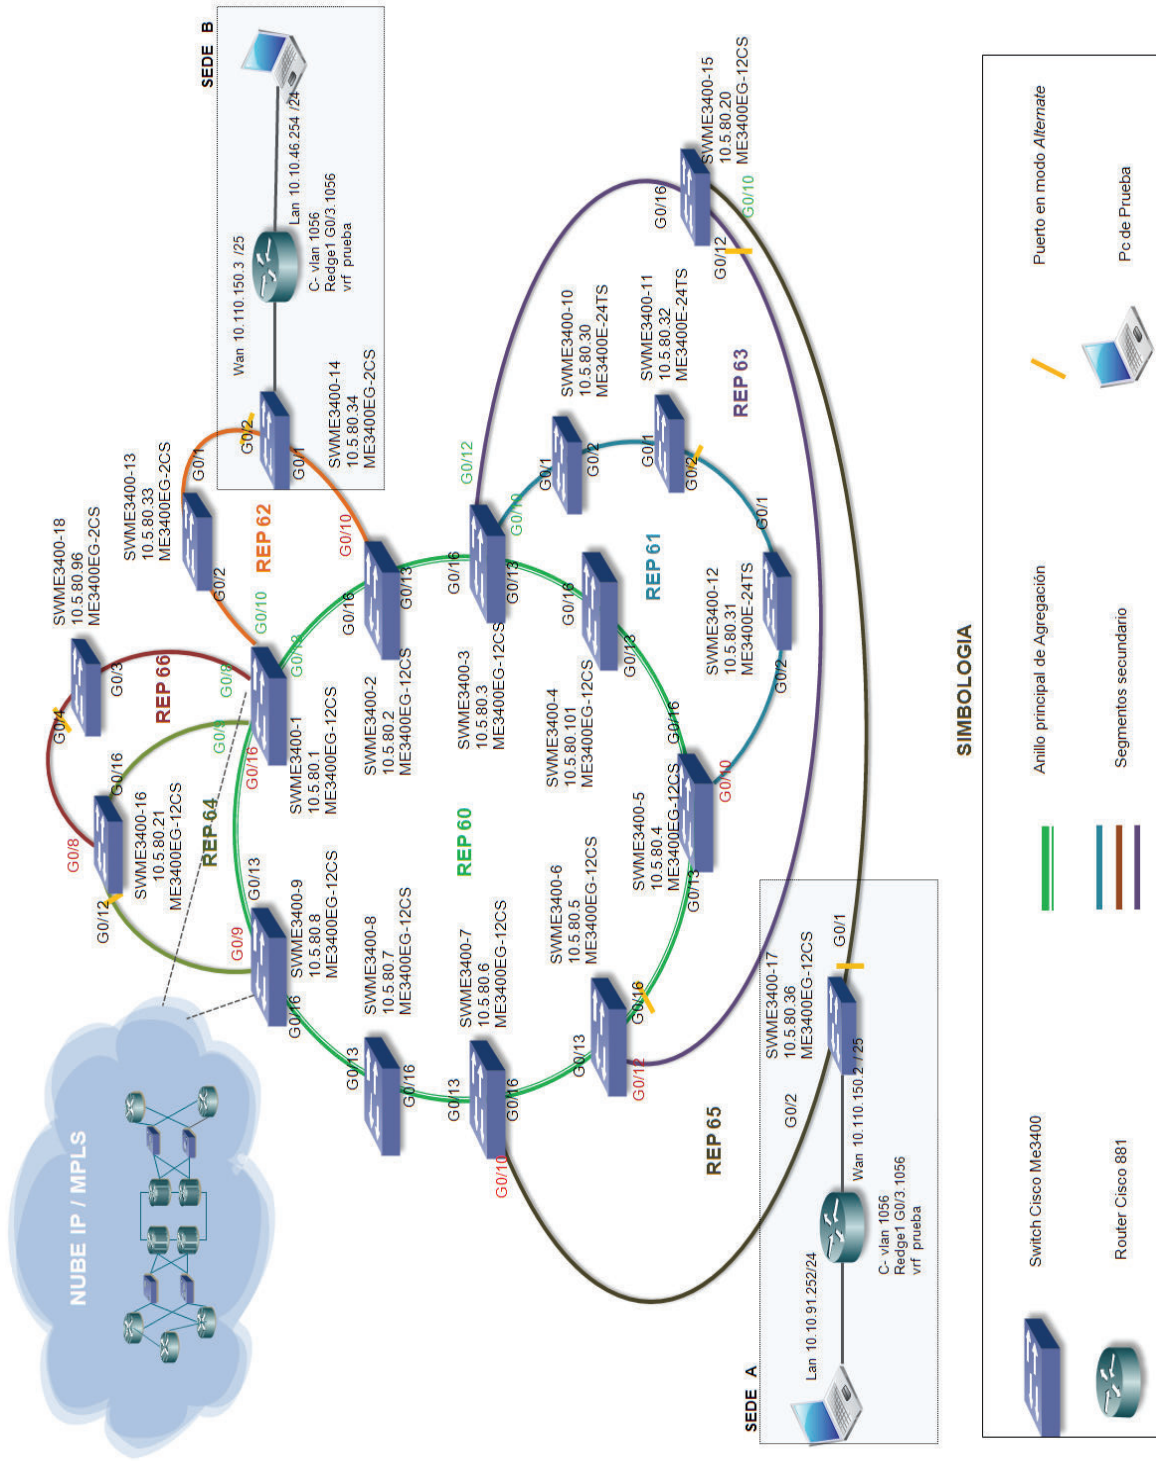 NUBE IP / MPLS
SWME3400-18
10.5.80.96
ME3400EG-2CS
G0/4
G0/3
REP 66
G0/8
G0/16
SWME3400-16
10.5.80.21
ME3400EG-12CS
G0/12
REP 64
G0/8
G0/9
G0/16
G0/10
G0/13
SWME3400-1
10.5.80.1
ME3400EG-12CS
SWME3400-13
10.5.80.33
ME3400EG-2CS
G0/1
G0/2
REP 62
SEDE B
Wan 10.110.150.3 /25
Lan 10.10.46.254 /24
C- vlan 1056
Redge1 G0/3.1056
vrf prueba
G0/2
G0/1
SWME3400-14
10.5.80.34
ME3400EG-2CS
G0/9
G0/13
G0/16
SWME3400-9
10.5.80.8
ME3400EG-12CS
G0/10
G0/16
G0/13
SWME3400-2
10.5.80.2
ME3400EG-12CS
G0/13
G0/16
SWME3400-8
10.5.80.7
ME3400EG-12CS
REP 60
G0/12
G0/10
G0/16
G0/13
SWME3400-3
10.5.80.3
ME3400EG-12CS
G0/13
G0/16
G0/10
SWME3400-7
10.5.80.6
ME3400EG-12CS
G0/1
G0/2
SWME3400-10
10.5.80.30
ME3400E-24TS
G0/16
G0/13
SWME3400-4
10.5.80.101
ME3400EG-12CS
G0/13
G0/16
G0/12
SWME3400-6
10.5.80.5
ME3400EG-12CS
REP 61
G0/1
G0/2
SWME3400-11
10.5.80.32
ME3400E-24TS
G0/16
G0/13
G0/10
SWME3400-5
10.5.80.4
ME3400EG-12CS
REP 63
G0/16
G0/12
G0/10
SWME3400-15
10.5.80.20
ME3400EG-12CS
SWME3400-12
10.5.80.31
ME3400E-24TS
G0/1
G0/2
REP 65
SEDE A
Lan 10.10.91.252/24
Wan 10.110.150.2 / 25
C- vlan 1056
Redge1 G0/3.1056
vrf prueba
G0/2
G0/1
SWME3400-17
10.5.80.36
ME3400EG-12CS
SIMBOLOGIA
Switch Cisco Me3400
Anillo principal de Agregación
Puerto en modo Alternate
Router Cisco 881
Segmentos secundario
Pc de Prueba